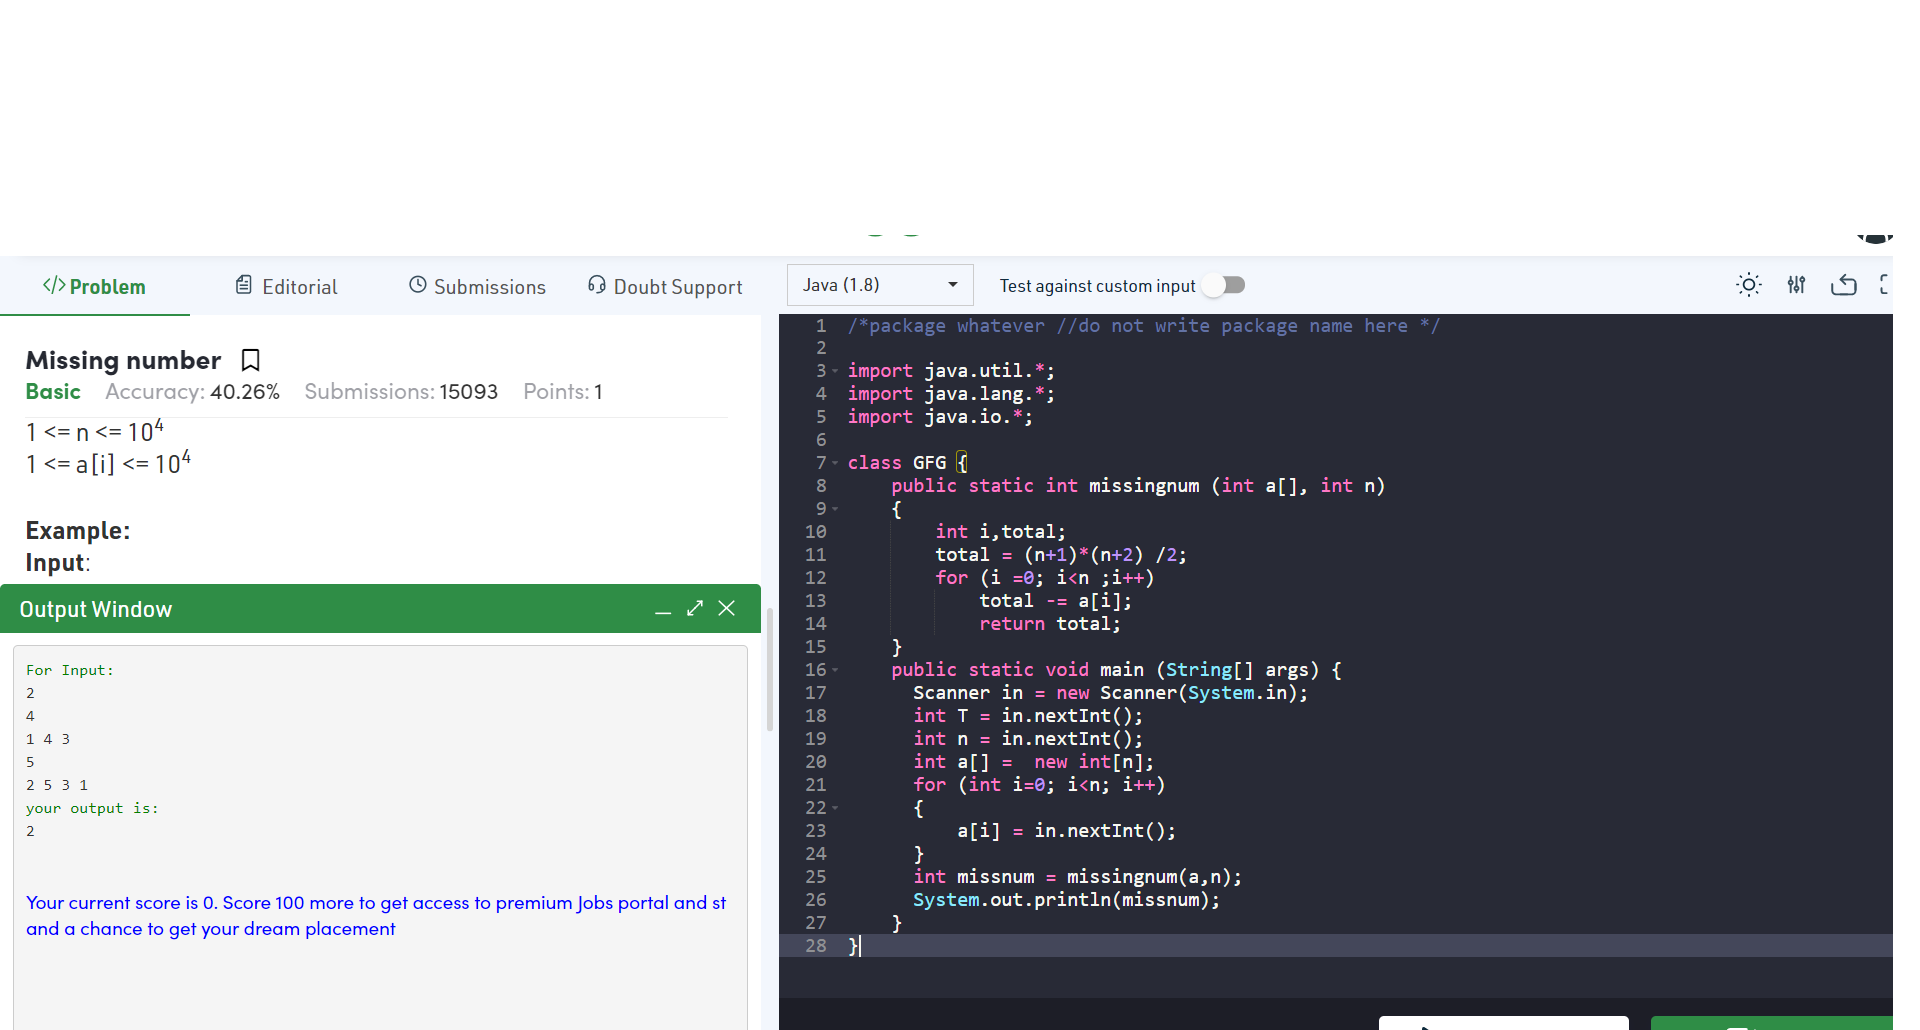 Problem
Editorial
Submissions
Doubt Support
Java (1.8)
Test against custom input
Missing number
Basic Accuracy: 40.26% Submissions: 15093 Points: 1
1 <= n <= 10⁴
1 <= a[i] <= 10⁴
Example:
Input:
Output Window
For Input:
2
4
1 4 3
5
2 5 3 1
your output is:
2
Your current score is 0. Score 100 more to get access to premium Jobs portal and st
and a chance to get your dream placement
1 /*package whatever //do not write package name here */
2
3 import java.util.*;
4 import java.lang.*;
5 import java.io.*;
6
7 class GFG {
8     public static int missingnum (int a[], int n)
9     {
10         int i,total;
11         total = (n+1)*(n+2) /2;
12         for (i =0; i<n ;i++)
13             total -= a[i];
14             return total;
15     }
16     public static void main (String[] args) {
17       Scanner in = new Scanner(System.in);
18       int T = in.nextInt();
19       int n = in.nextInt();
20       int a[] =  new int[n];
21       for (int i=0; i<n; i++)
22       {
23           a[i] = in.nextInt();
24       }
25       int missnum = missingnum(a,n);
26       System.out.println(missnum);
27     }
28 }